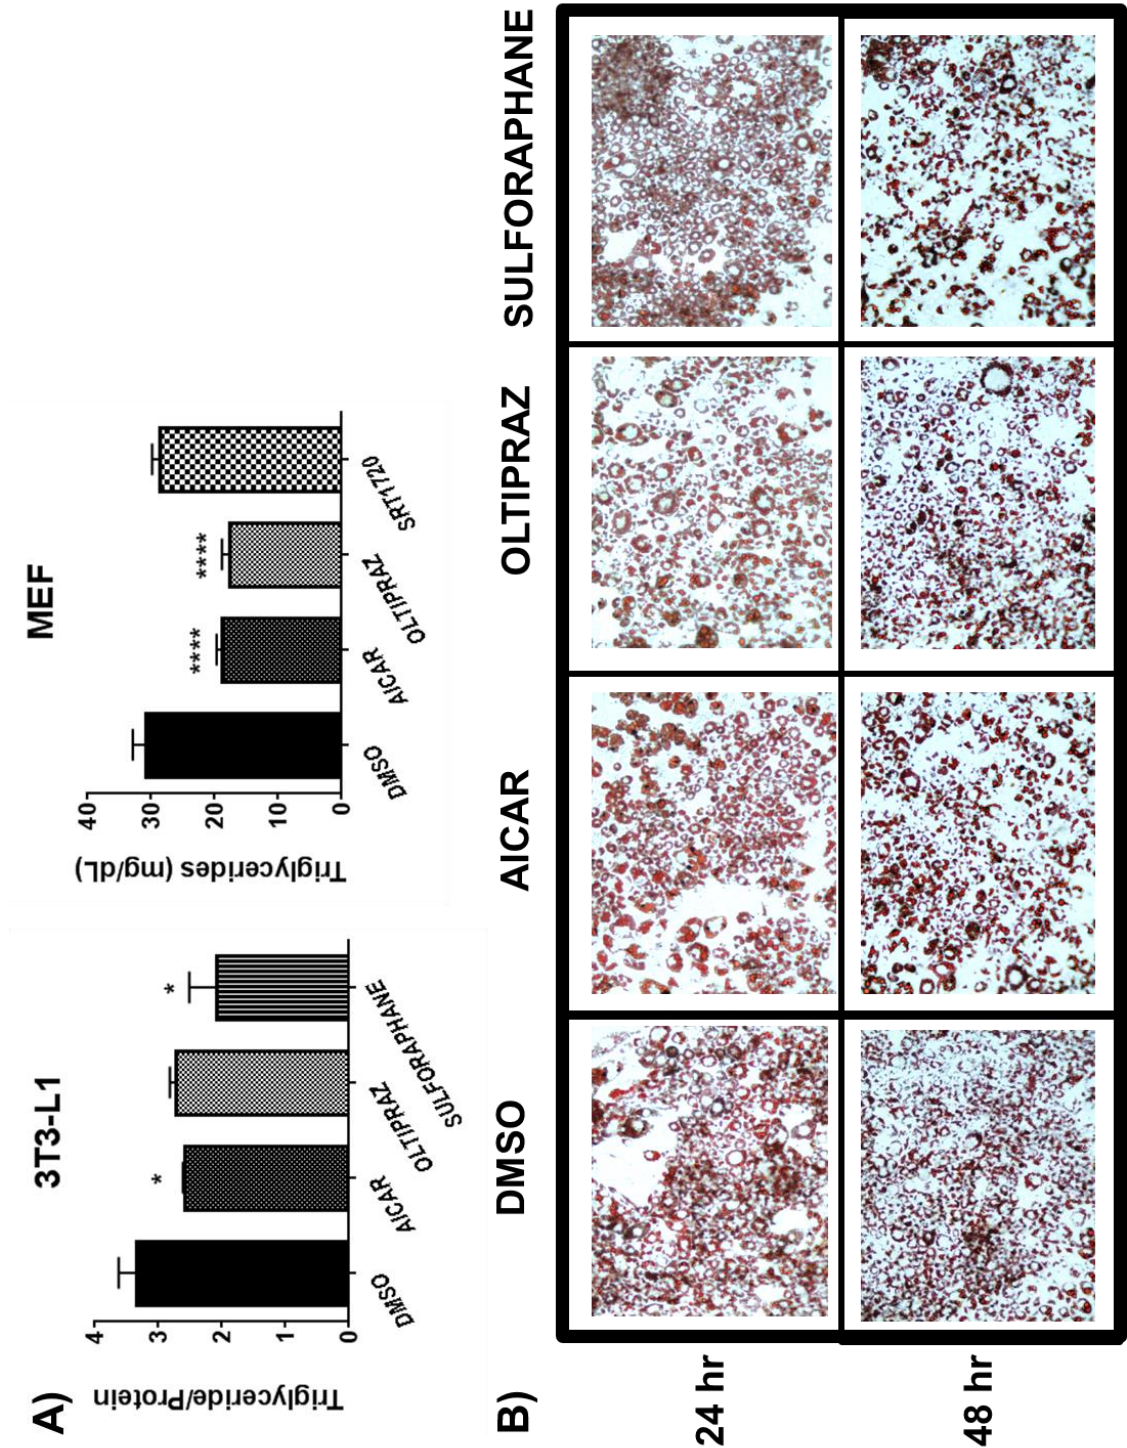 A)
3T3-L1
Triglyceride/Protein
4
3
2
1
0
*
*
DMSO
AICAR
OLTIPRAZ
SULFORAPHANE
MEF
Triglycerides (mg/dL)
40
30
20
10
0
****
****
DMSO
AICAR
OLTIPRAZ
SRT1720
B)
DMSO
AICAR
OLTIPRAZ
SULFORAPHANE
24 hr
48 hr